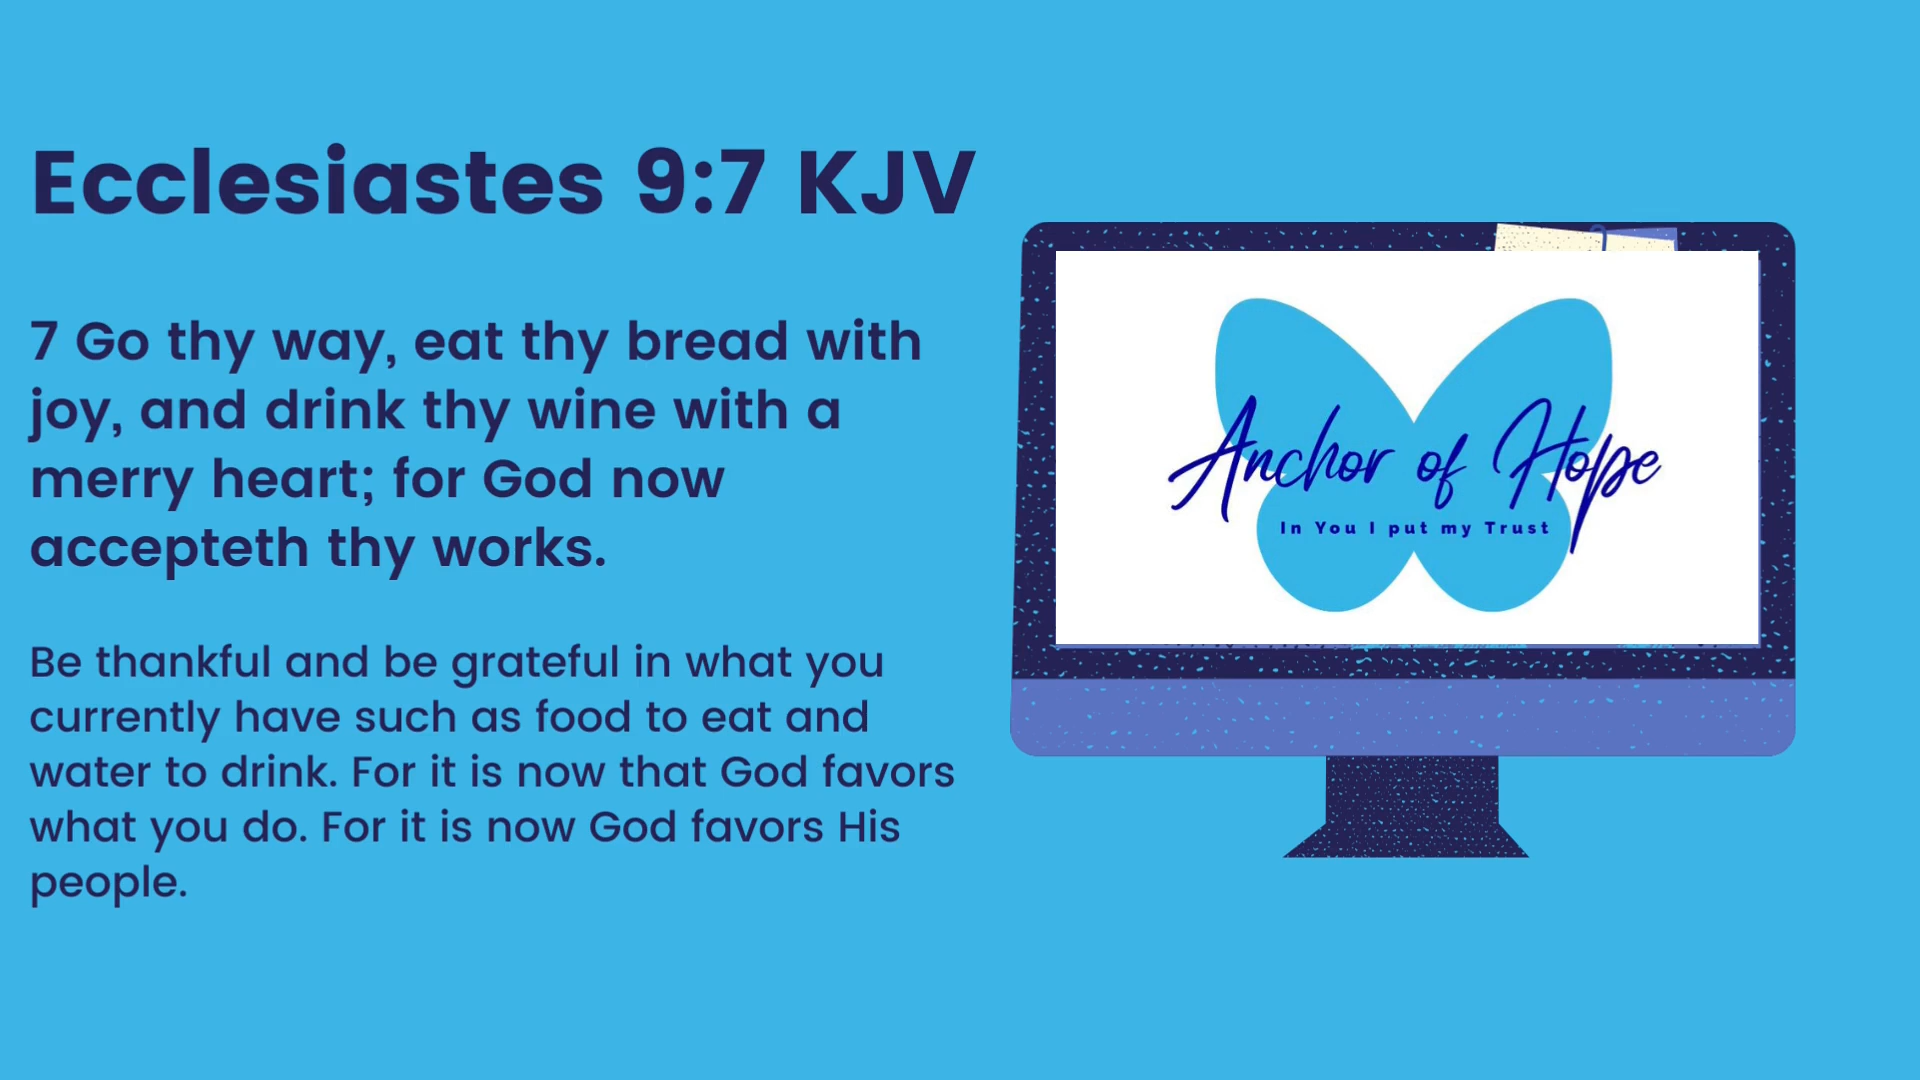 Ecclesiastes 9:7 KJV
7 Go thy way, eat thy bread with
joy, and drink thy wine with a
merry heart; for God now
accepteth thy works.
Be thankful and be grateful in what you
currently have such as food to eat and
water to drink. For it is now that God favors
what you do. For it is now God favors His
people.
Anchor of Hope
In You I put my Trust